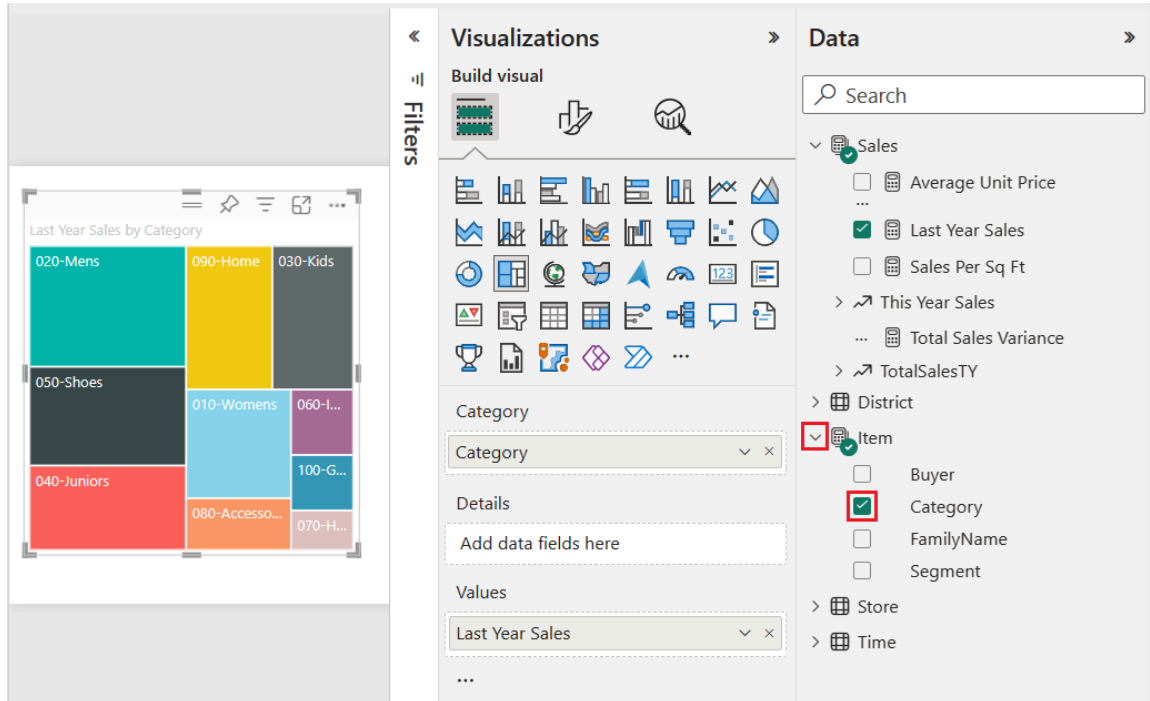 Last Year Sales by Category
020-Mens
090-Home
030-Kids
050-Shoes
010-Womens
060-I...
040-Juniors
100-G...
080-Accesso...
070-H...
Filters
Visualizations
Build visual
123
Category
Category
Details
Add data fields here
Values
Last Year Sales
...
Data
Search
Sales
Average Unit Price
...
Last Year Sales
Sales Per Sq Ft
This Year Sales
... Total Sales Variance
TotalSalesTY
District
Item
Buyer
Category
FamilyName
Segment
Store
Time